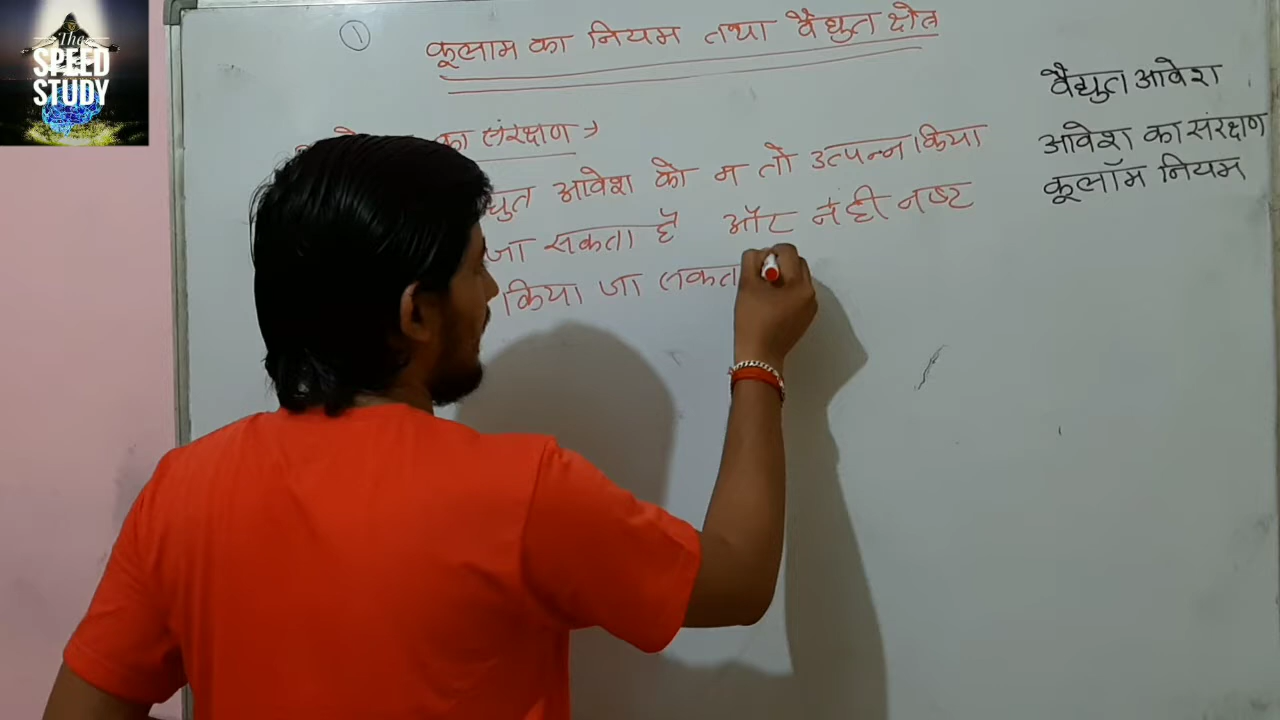 The
SPEED
STUDY
①
कूलाम का नियम तथा वैद्युत क्षेत्र
का संरक्षण →
द्युत आवेश को न तो उत्पन्न किया
जा सकता है और नंही नष्ट
किया जा सकत
वैद्युत आवेश
आवेश का संरक्षण
कूलॉम नियम